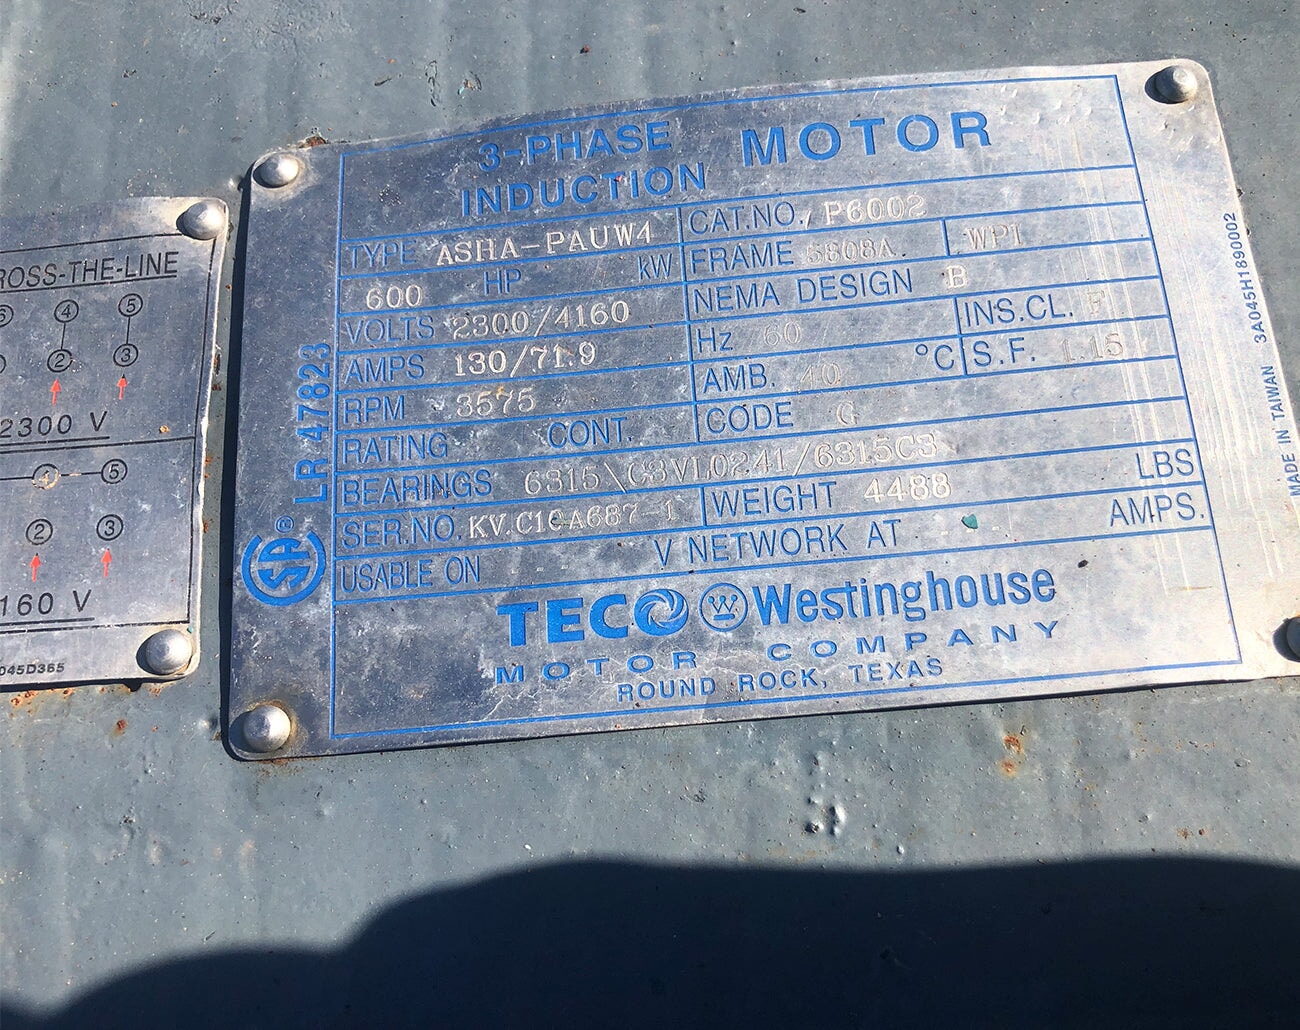 ROSS-THE-LINE
6 4 5
2 3
2300 V
4 5
2 3
160 V
045D365
3-PHASE
INDUCTION MOTOR
TYPE ASHA-PAUW4 CAT.NO. P6002
600 HP kW FRAME 5808A WPI
VOLTS 2300/4160 NEMA DESIGN B
AMPS 130/71.9 Hz 60 INS.CL. F
RPM 3575 AMB. 40 °C S.F. 1.15
RATING CONT. CODE G
BEARINGS 6315\C3VL0241/6315C3
SER.NO. WEIGHT 4488 LBS
USABLE ON V NETWORK AT AMPS.
TECO Westinghouse
MOTOR COMPANY
ROUND ROCK, TEXAS
LR 47823
SA®
MADE IN TAIWAN 3A045H1890002